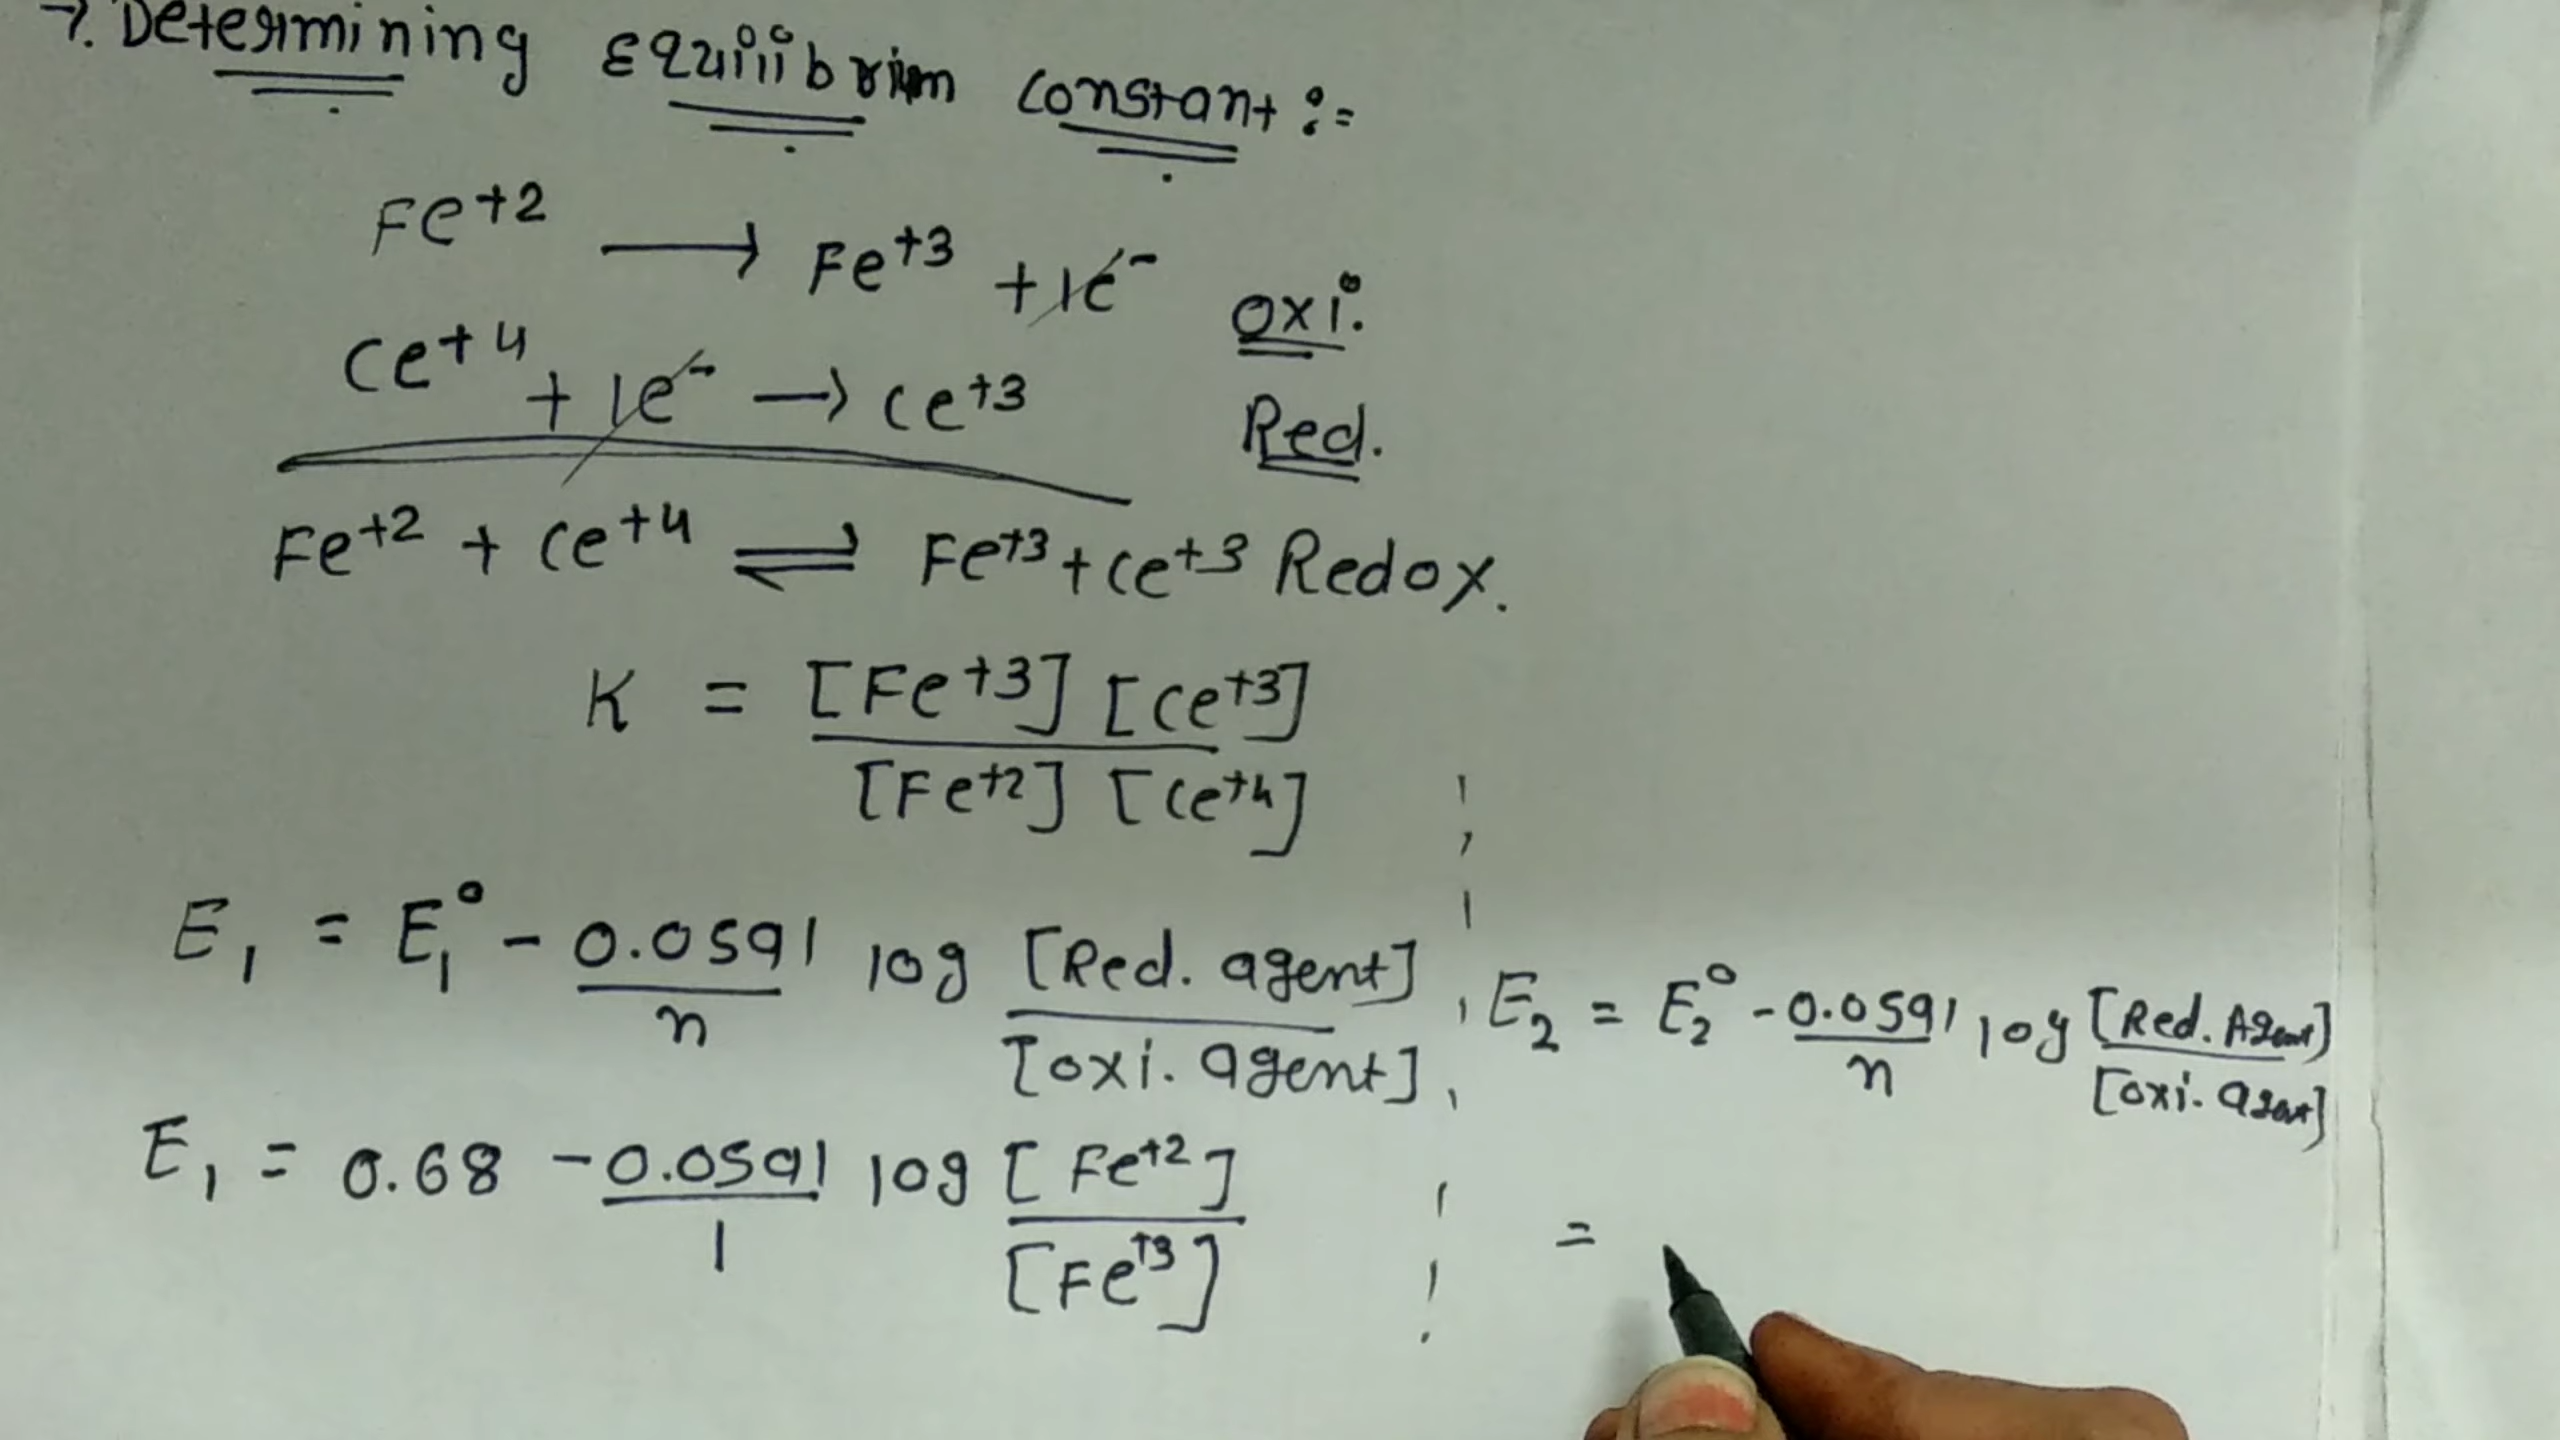 →. Determining equilibrium constant :=
Fe+2 ⟶ Fe+3 + 1e- oxi.
Ce+4 + 1e- → Ce+3 Red.
Fe+2 + Ce+4 ⇌ Fe+3 + Ce+3 Redox.
K = [Fe+3] [Ce+3]
[Fe+2] [Ce+4]
E1 = E1° - 0.0591 log [Red. agent]
n [oxi. agent]
E2 = E2° - 0.0591 log [Red. Agent]
n [oxi. agent]
E1 = 0.68 - 0.0591 log [Fe+2]
1 [Fe+3]
=